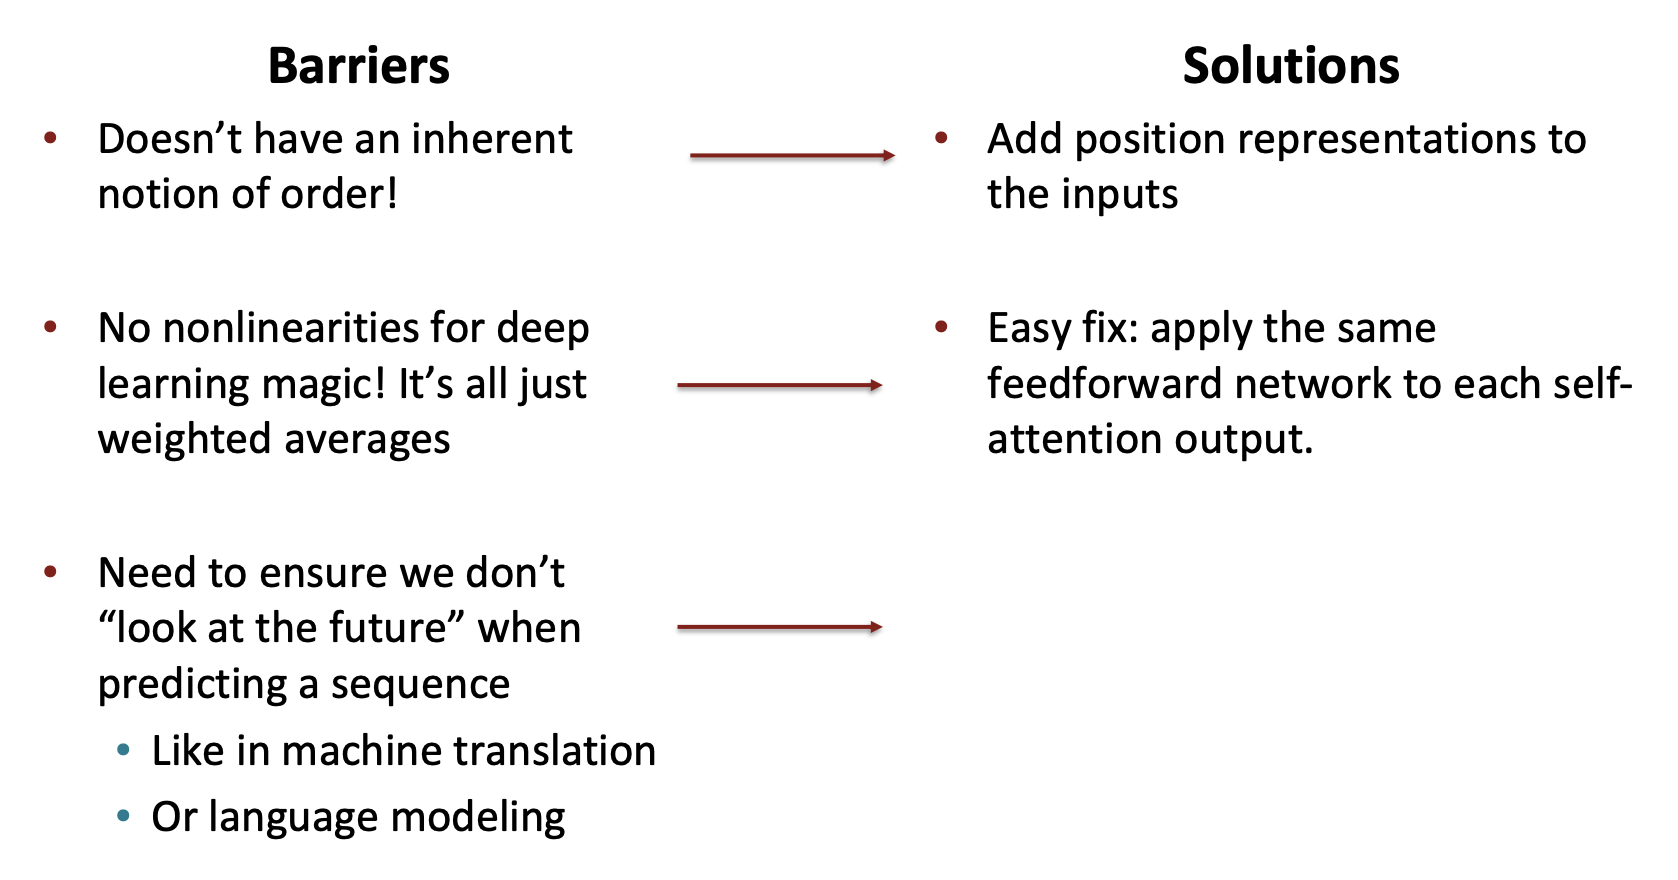 Barriers
Solutions
• Doesn’t have an inherent
notion of order!
• Add position representations to
the inputs
• No nonlinearities for deep
learning magic! It’s all just
weighted averages
• Easy fix: apply the same
feedforward network to each self-
attention output.
• Need to ensure we don’t
“look at the future” when
predicting a sequence
• Like in machine translation
• Or language modeling